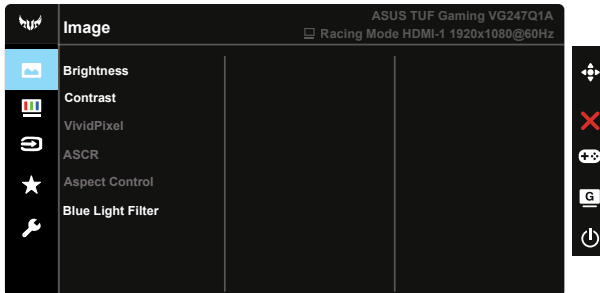 Image
ASUS TUF Gaming VG247Q1A
Racing Mode HDMI-1 1920x1080@60Hz
Brightness
Contrast
VividPixel
ASCR
Aspect Control
Blue Light Filter
G